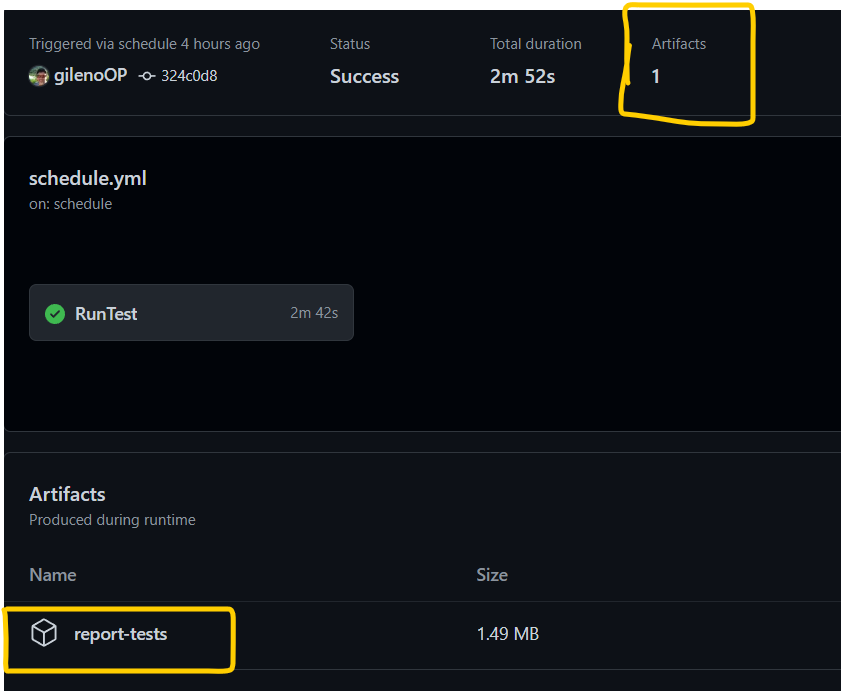 Triggered via schedule 4 hours ago
gilenoOP 324c0d8
Status
Success
Total duration
2m 52s
Artifacts
1
schedule.yml
on: schedule
RunTest 2m 42s
Artifacts
Produced during runtime
Name Size
report-tests 1.49 MB